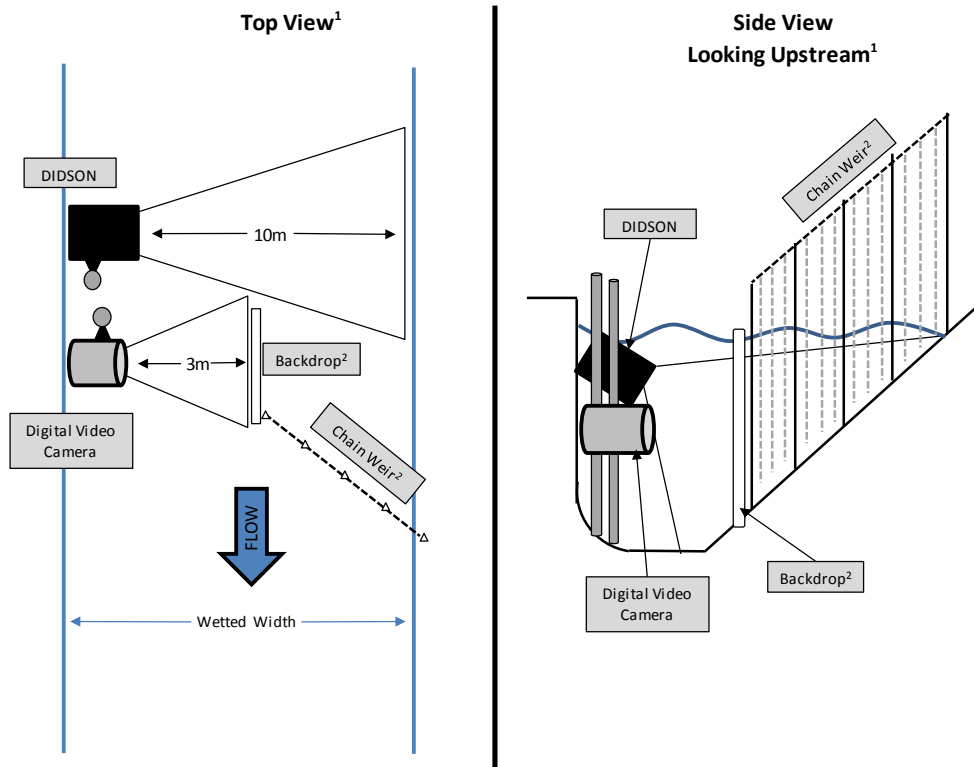 Top View¹
DIDSON
10m
3m
Backdrop²
Digital Video
Camera
Chain Weir²
FLOW
Wetted Width
Side View
Looking Upstream¹
Chain Weir²
DIDSON
Backdrop²
Digital Video
Camera